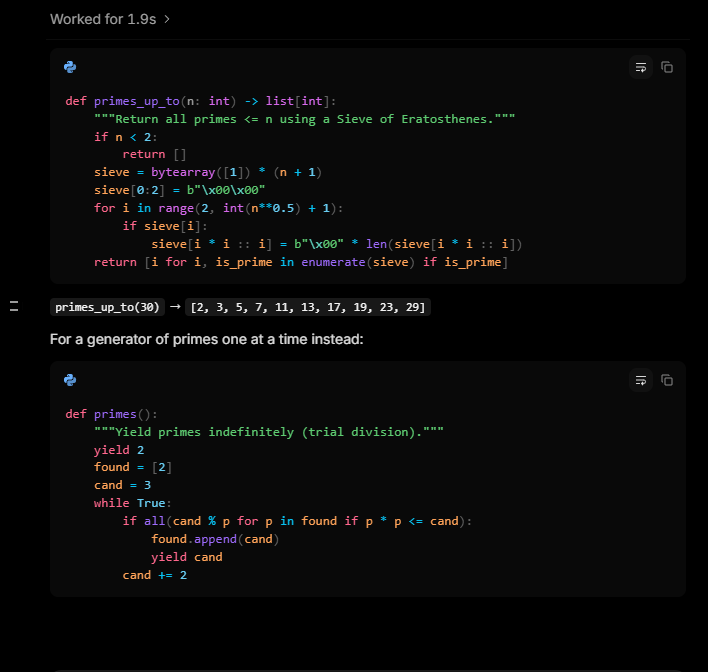 Worked for 1.9s >
def primes_up_to(n: int) -> list[int]:
    """Return all primes <= n using a Sieve of Eratosthenes."""
    if n < 2:
        return []
    sieve = bytearray([1]) * (n + 1)
    sieve[0:2] = b"\x00\x00"
    for i in range(2, int(n**0.5) + 1):
        if sieve[i]:
            sieve[i * i :: i] = b"\x00" * len(sieve[i * i :: i])
    return [i for i, is_prime in enumerate(sieve) if is_prime]
primes_up_to(30) → [2, 3, 5, 7, 11, 13, 17, 19, 23, 29]
For a generator of primes one at a time instead:
def primes():
    """Yield primes indefinitely (trial division)."""
    yield 2
    found = [2]
    cand = 3
    while True:
        if all(cand % p for p in found if p * p <= cand):
            found.append(cand)
            yield cand
        cand += 2